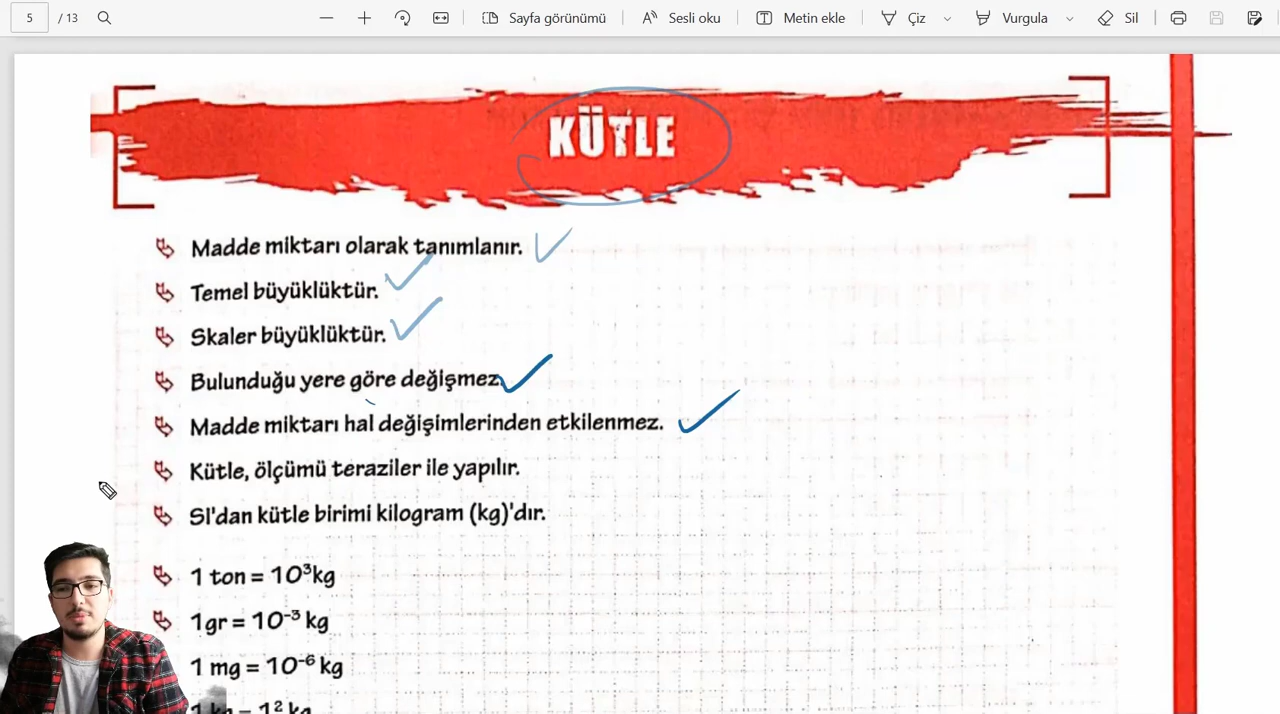 5 / 13 Sayfa görünümü Sesli oku Metin ekle Çiz Vurgula Sil
KÜTLE
Madde miktarı olarak tanımlanır.
Temel büyüklüktür.
Skaler büyüklüktür.
Bulunduğu yere göre değişmez.
Madde miktarı hal değişimlerinden etkilenmez.
Kütle, ölçümü teraziler ile yapılır.
SI'dan kütle birimi kilogram (kg)'dır.
1 ton = 10³kg
1gr = 10⁻³ kg
1 mg = 10⁻⁶ kg